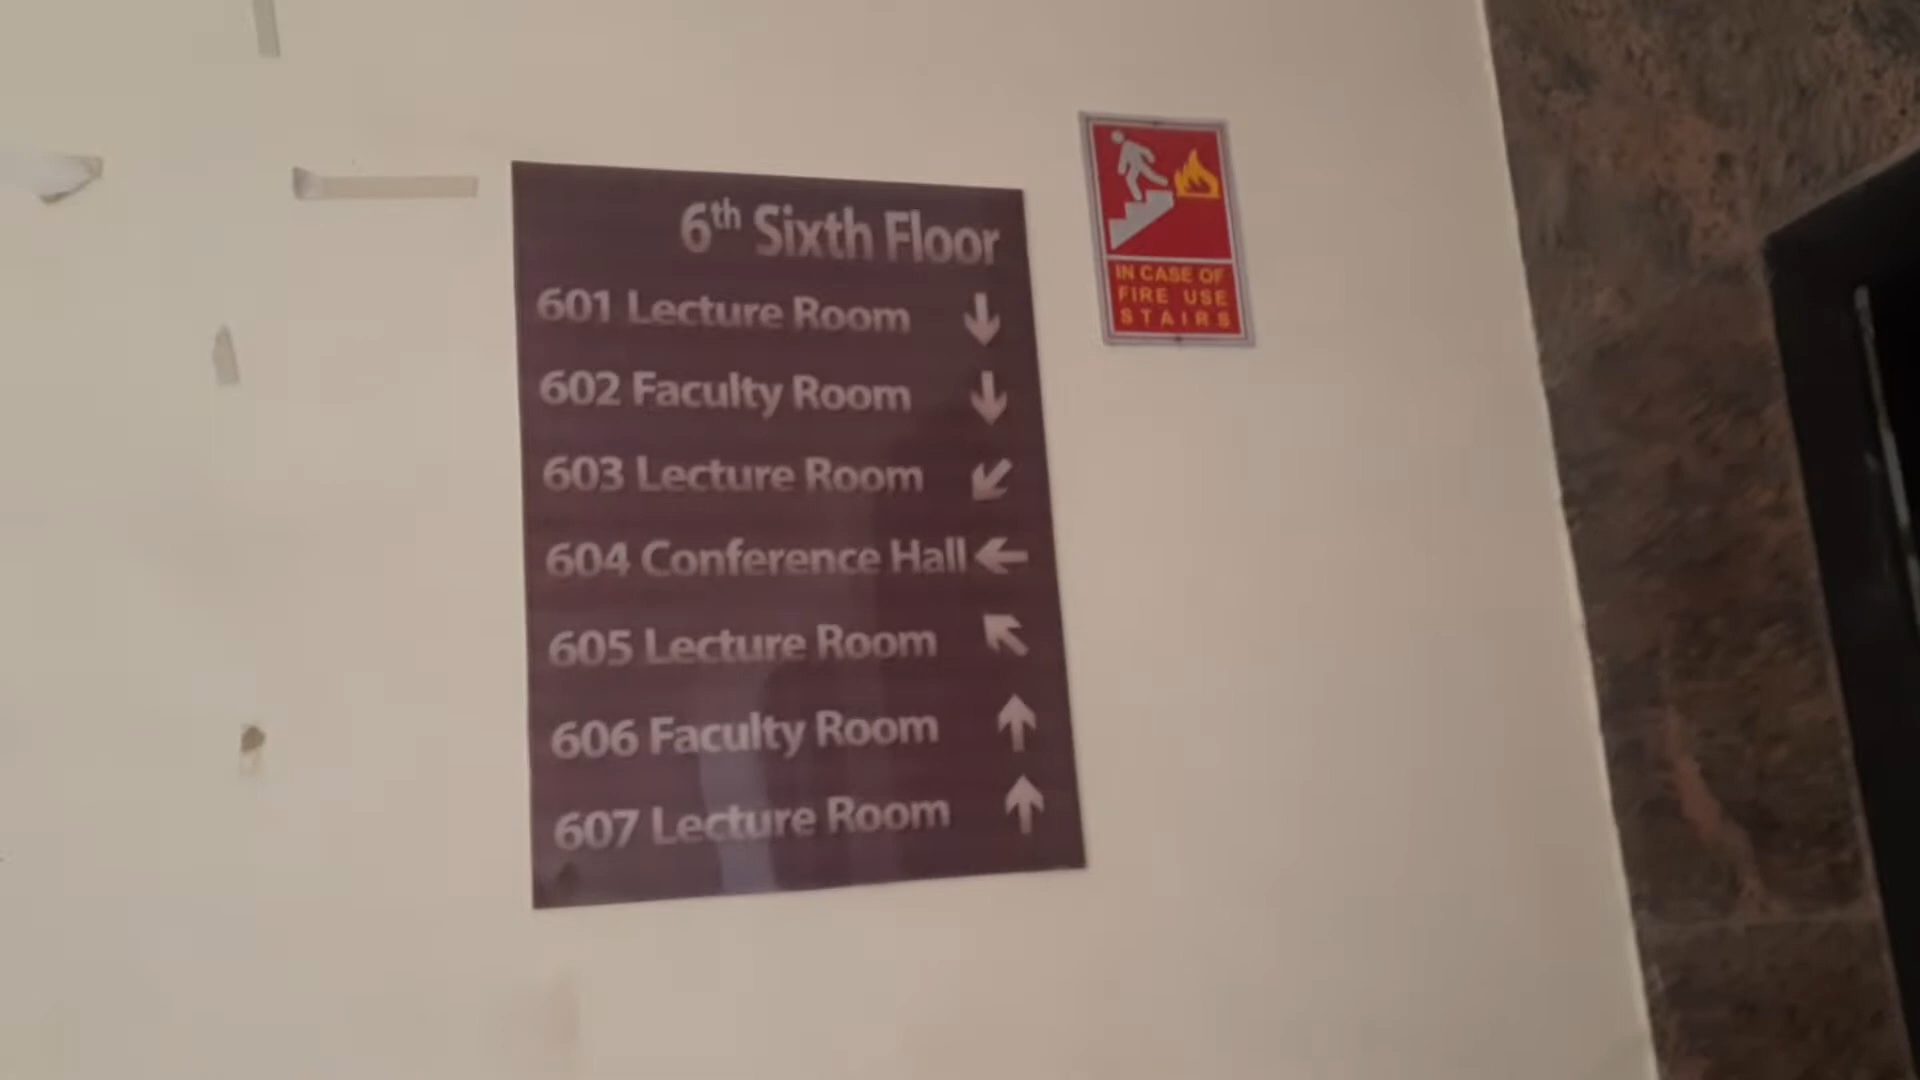 6th Sixth Floor
601 Lecture Room
602 Faculty Room
603 Lecture Room
604 Conference Hall
605 Lecture Room
606 Faculty Room
607 Lecture Room
IN CASE OF
FIRE USE
STAIRS